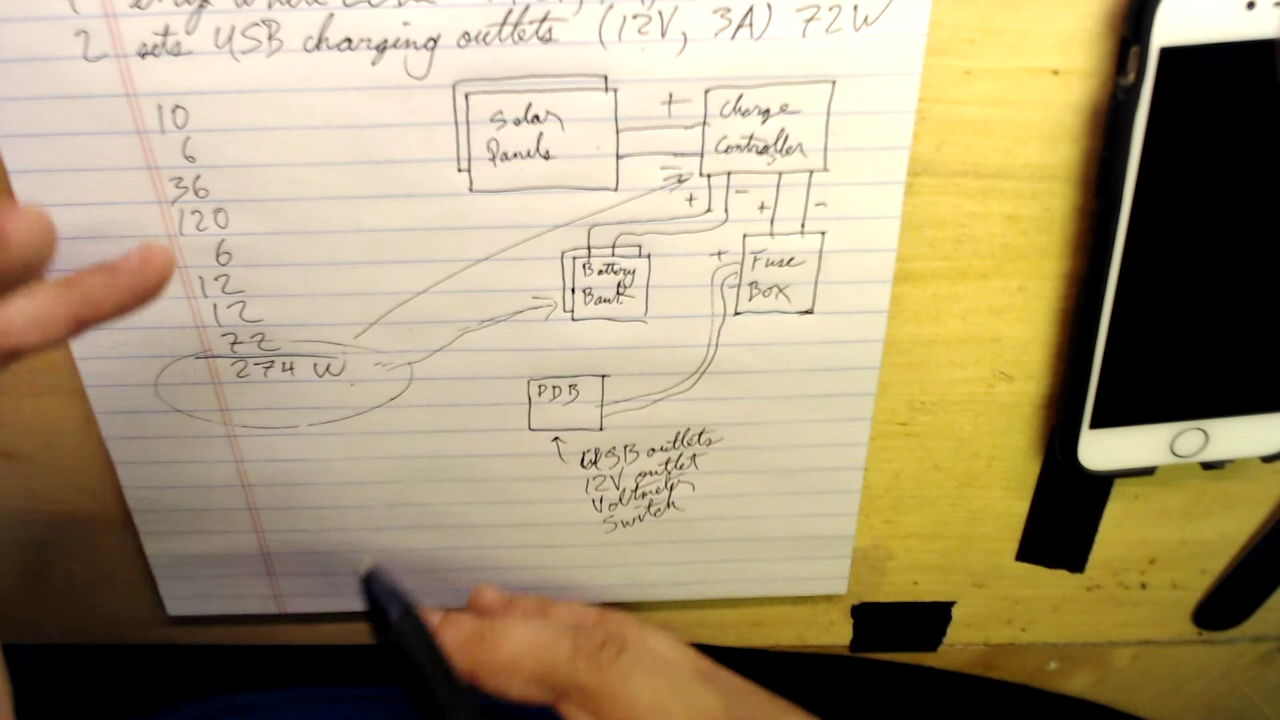 2 sets USB charging outlets (12V, 3A) 72W
10
6
36
120
6
12
12
72
274 W
Solar
Panels
+
-
Charge
Controller
+ -
+ -
Battery
Bank
+
Fuse
Box
PDB
USB outlets
12V outlet
Voltmeter
Switch